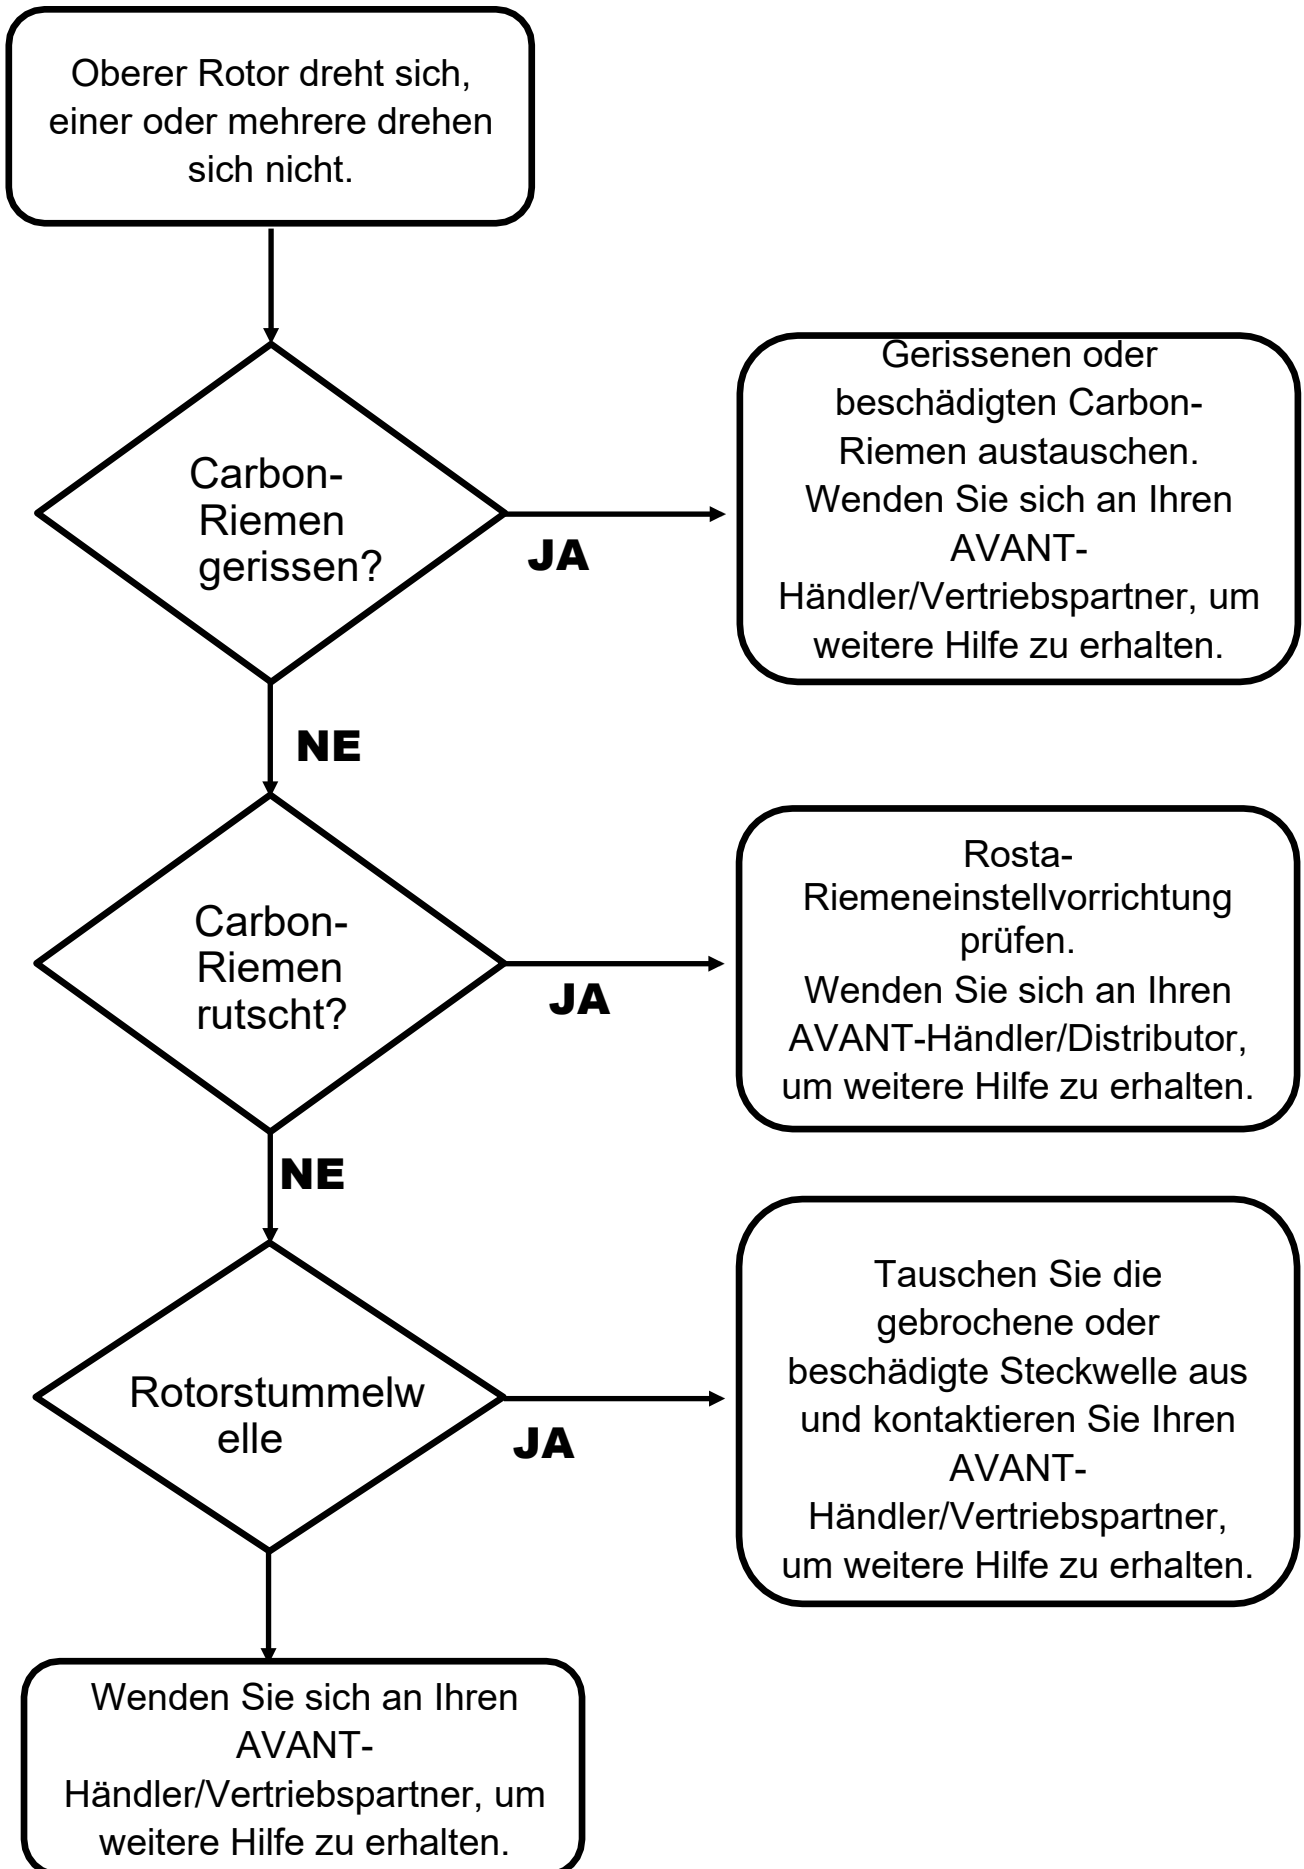 Oberer Rotor dreht sich,
einer oder mehrere drehen
sich nicht.
Carbon-
Riemen
gerissen?
JA
Gerissenen oder
beschädigten Carbon-
Riemen austauschen.
Wenden Sie sich an Ihren
AVANT-
Händler/Vertriebspartner, um
weitere Hilfe zu erhalten.
NE
Carbon-
Riemen
rutscht?
JA
Rosta-
Riemeneinstellvorrichtung
prüfen.
Wenden Sie sich an Ihren
AVANT-Händler/Distributor,
um weitere Hilfe zu erhalten.
NE
Rotorstummelw
elle
JA
Tauschen Sie die
gebrochene oder
beschädigte Steckwelle aus
und kontaktieren Sie Ihren
AVANT-
Händler/Vertriebspartner,
um weitere Hilfe zu erhalten.
Wenden Sie sich an Ihren
AVANT-
Händler/Vertriebspartner, um
weitere Hilfe zu erhalten.